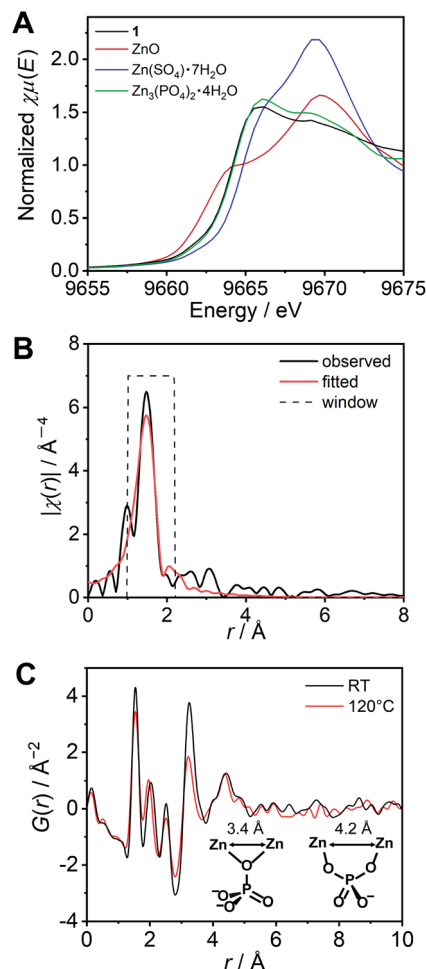 A
1
ZnO
Zn(SO₄)·7H₂O
Zn₃(PO₄)₂·4H₂O
Normalized χμ(E)
2.0
1.5
1.0
0.5
0.0
9655 9660 9665 9670 9675
Energy / eV
B
observed
fitted
window
|χ(r)| / Å⁻⁴
8
6
4
2
0
0 2 4 6 8
r / Å
C
RT
120°C
G(r) / Å⁻²
4
2
0
-2
-4
3.4 Å 4.2 Å
Zn Zn Zn Zn
O O O
⁻O P O P
O O O⁻
⁻
0 2 4 6 8 10
r / Å